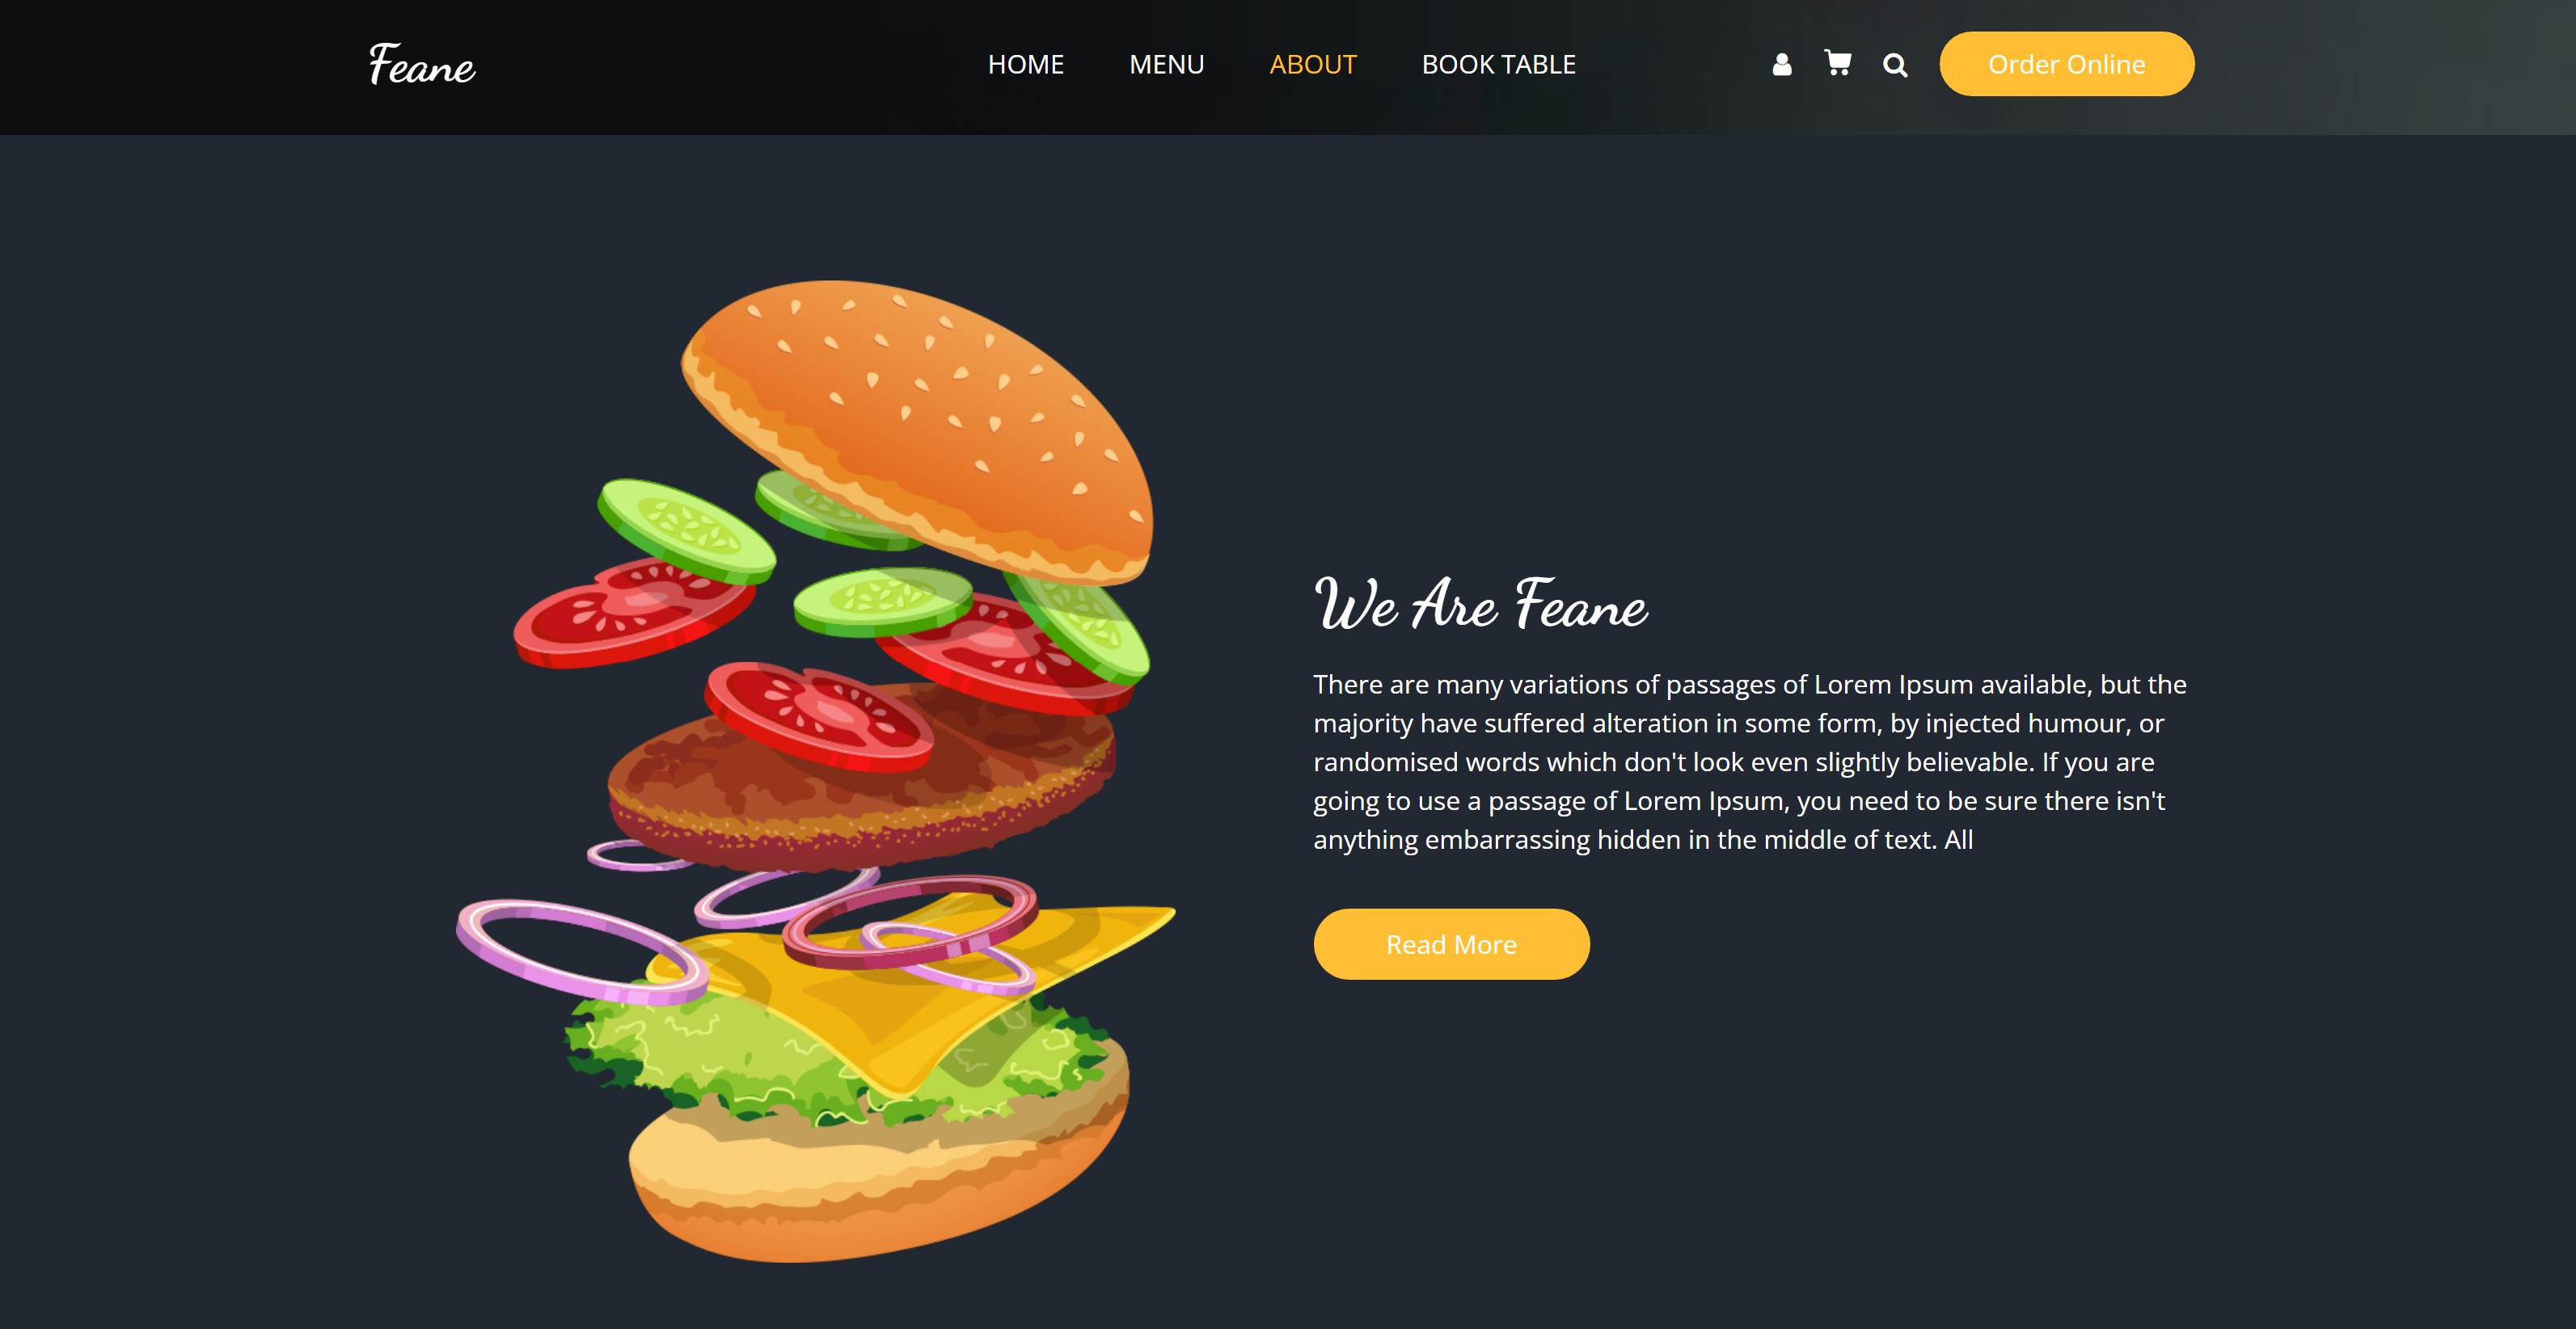 Feane
HOME MENU ABOUT BOOK TABLE Order Online
We Are Feane
There are many variations of passages of Lorem Ipsum available, but the
majority have suffered alteration in some form, by injected humour, or
randomised words which don't look even slightly believable. If you are
going to use a passage of Lorem Ipsum, you need to be sure there isn't
anything embarrassing hidden in the middle of text. All
Read More